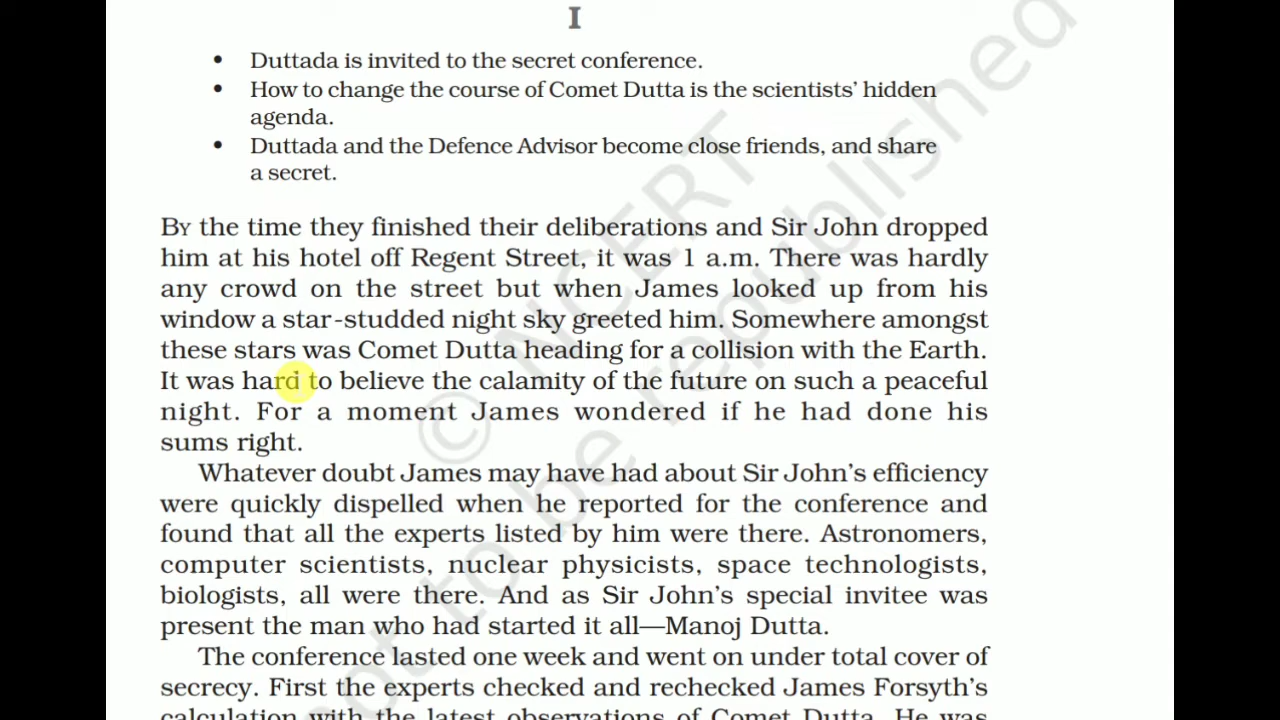 I
• Duttada is invited to the secret conference.
• How to change the course of Comet Dutta is the scientists' hidden
agenda.
• Duttada and the Defence Advisor become close friends, and share
a secret.
BY the time they finished their deliberations and Sir John dropped
him at his hotel off Regent Street, it was 1 a.m. There was hardly
any crowd on the street but when James looked up from his
window a star-studded night sky greeted him. Somewhere amongst
these stars was Comet Dutta heading for a collision with the Earth.
It was hard to believe the calamity of the future on such a peaceful
night. For a moment James wondered if he had done his
sums right.
Whatever doubt James may have had about Sir John's efficiency
were quickly dispelled when he reported for the conference and
found that all the experts listed by him were there. Astronomers,
computer scientists, nuclear physicists, space technologists,
biologists, all were there. And as Sir John's special invitee was
present the man who had started it all—Manoj Dutta.
The conference lasted one week and went on under total cover of
secrecy. First the experts checked and rechecked James Forsyth's
calculation with the latest observations of Comet Dutta. He was
© NCERT
not to be republished